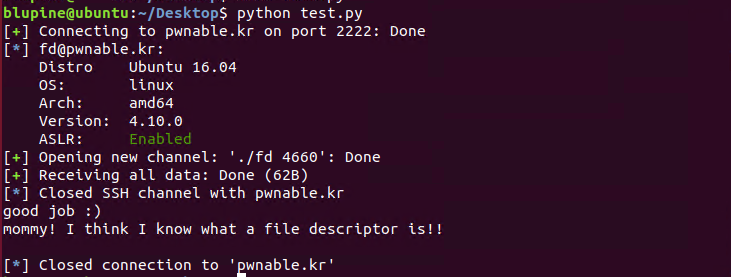 blupine@ubuntu:~/Desktop$ python test.py
[+] Connecting to pwnable.kr on port 2222: Done
[*] fd@pwnable.kr:
    Distro    Ubuntu 16.04
    OS:       linux
    Arch:     amd64
    Version:  4.10.0
    ASLR:     Enabled
[+] Opening new channel: './fd 4660': Done
[+] Receiving all data: Done (62B)
[*] Closed SSH channel with pwnable.kr
good job :)
mommy! I think I know what a file descriptor is!!
[*] Closed connection to 'pwnable.kr'